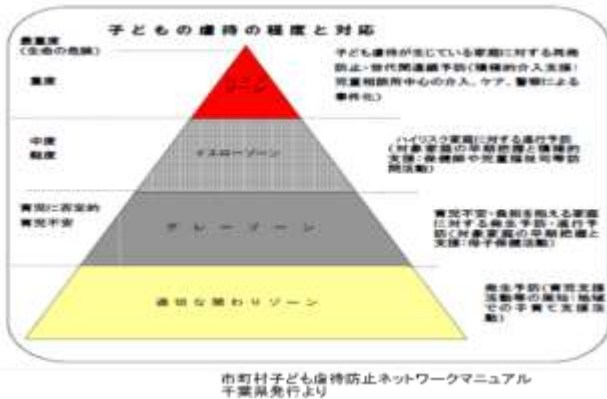 子どもの虐待の程度と対応
最重度
(生命の危険)
重度
子ども虐待が生じている家庭に対する再発
防止・世代間連鎖予防(積極的介入支援:
児童相談所中心の介入、ケア、警察による
事件化)
中度
軽度
イエローゾーン
ハイリスク家庭に対する進行予防
(対象家庭の早期把握と積極的
支援:保健師や児童福祉司等訪
問活動)
育児に否定的
育児不安
グレーゾーン
育児不安・負担を抱える家庭
に対する発生予防・進行予
防(対象家庭の早期把握と
支援:母子保健活動)
適切な関わりゾーン
発生予防(育児支援
活動等の周知:地域
での子育て支援活
動)
市町村子ども虐待防止ネットワークマニュアル
千葉県発行より